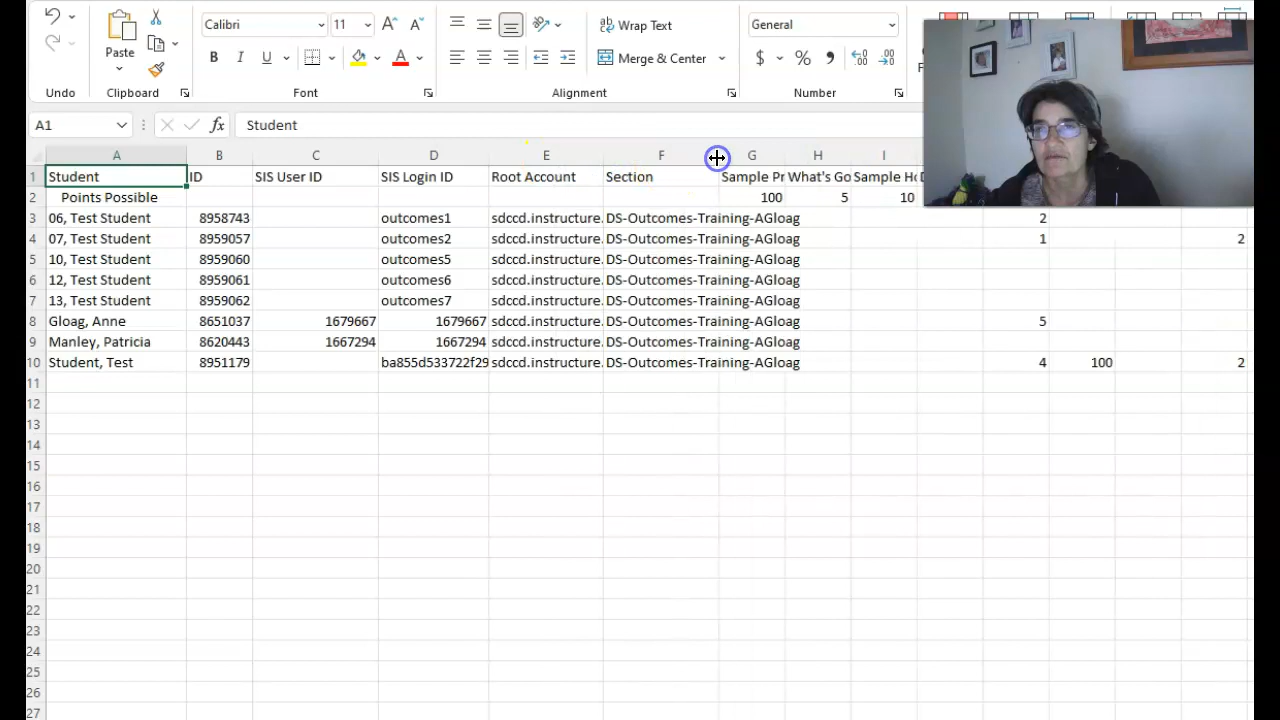 Calibri 11 Wrap Text General
Paste Merge & Center
Undo Clipboard Font Alignment Number
A1 fx Student
A B C D E F G H I
1 Student ID SIS User ID SIS Login ID Root Account Section Sample Pr What's Go Sample Ho
2 Points Possible 100 5 10
3 06, Test Student 8958743 outcomes1 sdccd.instructure. DS-Outcomes-Training-AGloag 2
4 07, Test Student 8959057 outcomes2 sdccd.instructure. DS-Outcomes-Training-AGloag 1 2
5 10, Test Student 8959060 outcomes5 sdccd.instructure. DS-Outcomes-Training-AGloag
6 12, Test Student 8959061 outcomes6 sdccd.instructure. DS-Outcomes-Training-AGloag
7 13, Test Student 8959062 outcomes7 sdccd.instructure. DS-Outcomes-Training-AGloag
8 Gloag, Anne 8651037 1679667 1679667 sdccd.instructure. DS-Outcomes-Training-AGloag 5
9 Manley, Patricia 8620443 1667294 1667294 sdccd.instructure. DS-Outcomes-Training-AGloag
10 Student, Test 8951179 ba855d533722f29 sdccd.instructure. DS-Outcomes-Training-AGloag 4 100 2
11
12
13
14
15
16
17
18
19
20
21
22
23
24
25
26
27